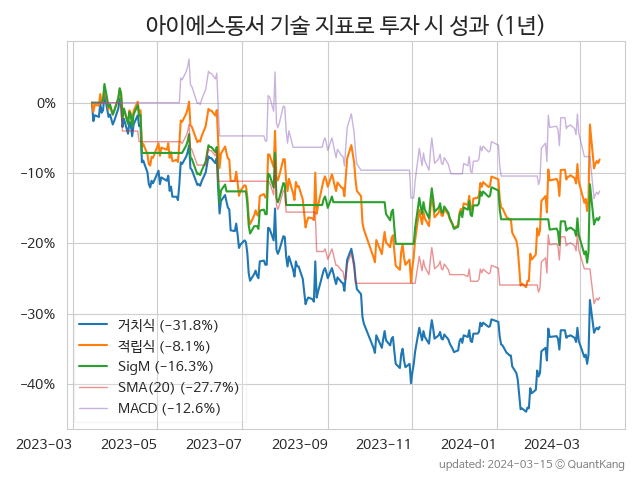 아이에스동서 기술 지표로 투자 시 성과 (1년)
0%
−10%
−20%
−30%
−40%
거치식 (−31.8%)
적립식 (−8.1%)
SigM (−16.3%)
SMA(20) (−27.7%)
MACD (−12.6%)
2023−03 2023−05 2023−07 2023−09 2023−11 2024−01 2024−03
updated: 2024−03−15 © QuantKang